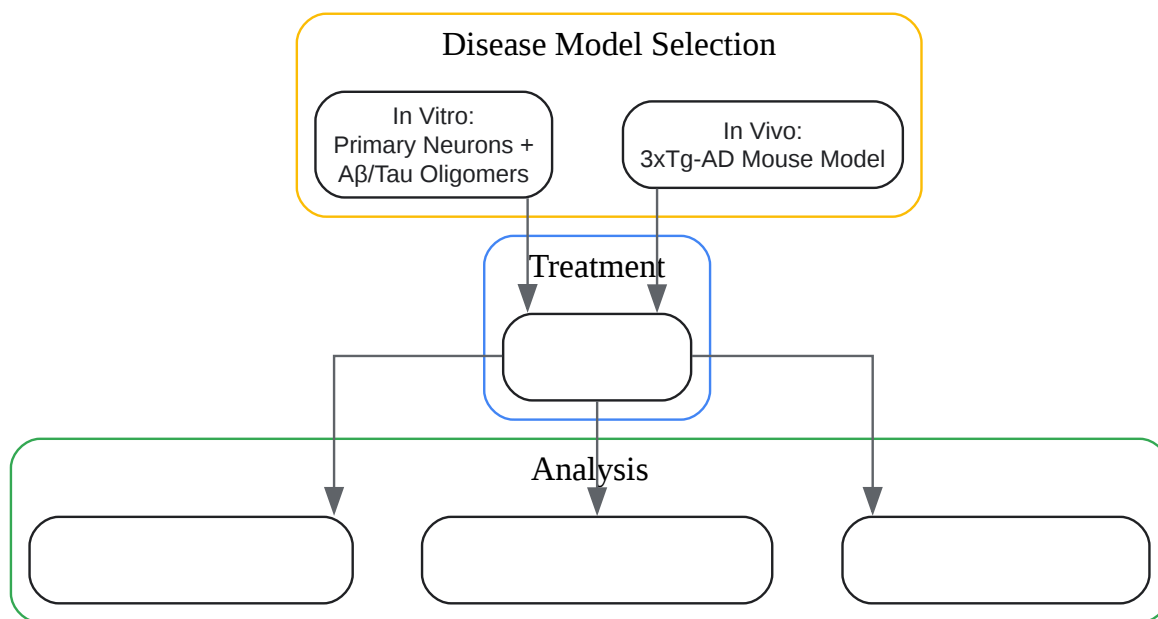 Disease Model Selection
In Vitro:
Primary Neurons +
Aβ/Tau Oligomers
In Vivo:
3xTg-AD Mouse Model
Treatment
Analysis